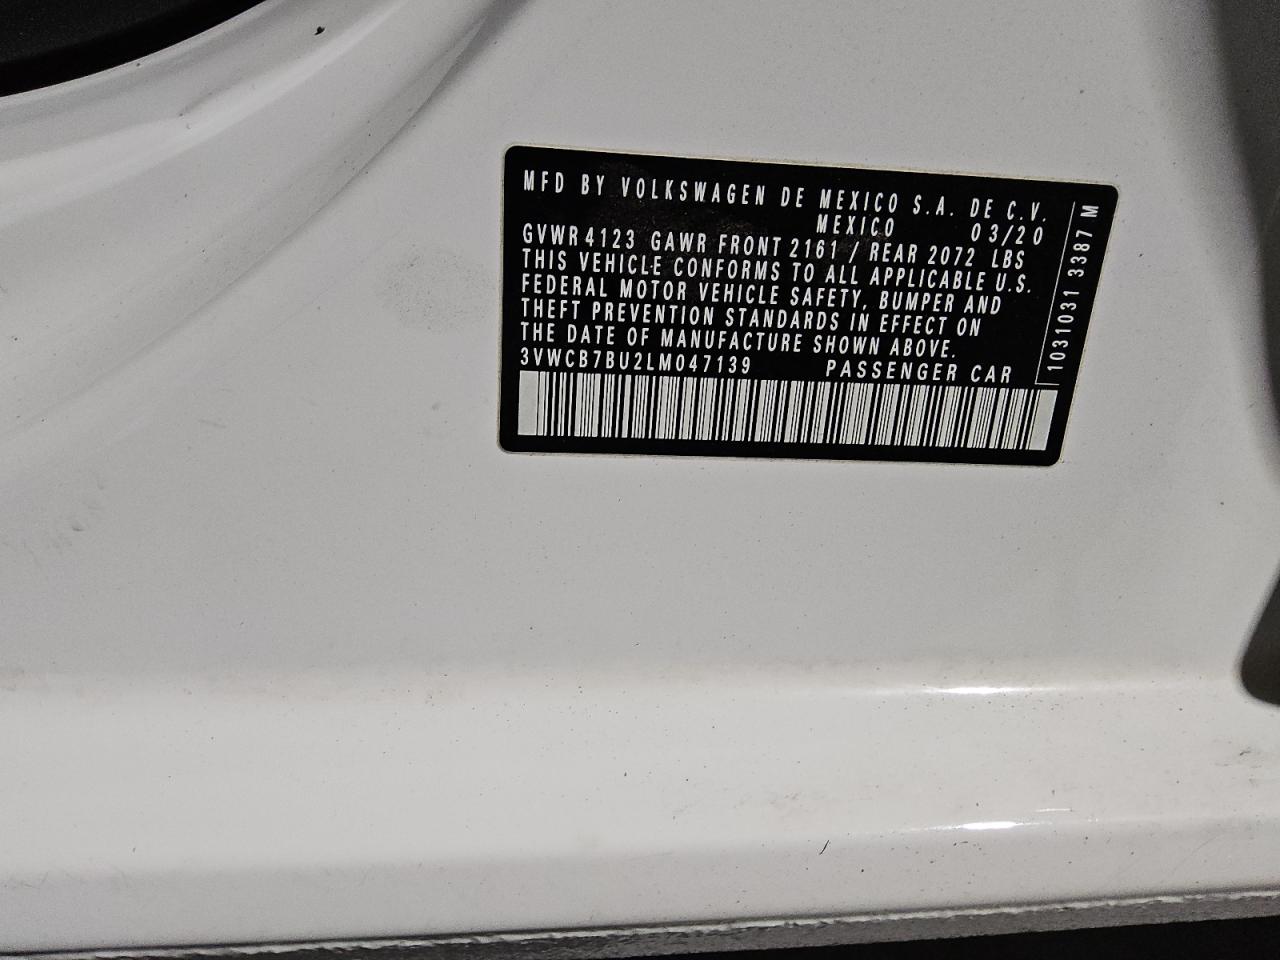 MFD BY VOLKSWAGEN DE MEXICO S.A. DE C.V.
MEXICO 03/20
GVWR 4123 GAWR FRONT 2161 / REAR 2072 LBS
THIS VEHICLE CONFORMS TO ALL APPLICABLE U.S.
FEDERAL MOTOR VEHICLE SAFETY, BUMPER AND
THEFT PREVENTION STANDARDS IN EFFECT ON
THE DATE OF MANUFACTURE SHOWN ABOVE.
3VWCB7BU2LM047139 PASSENGER CAR
1031031 3387 M